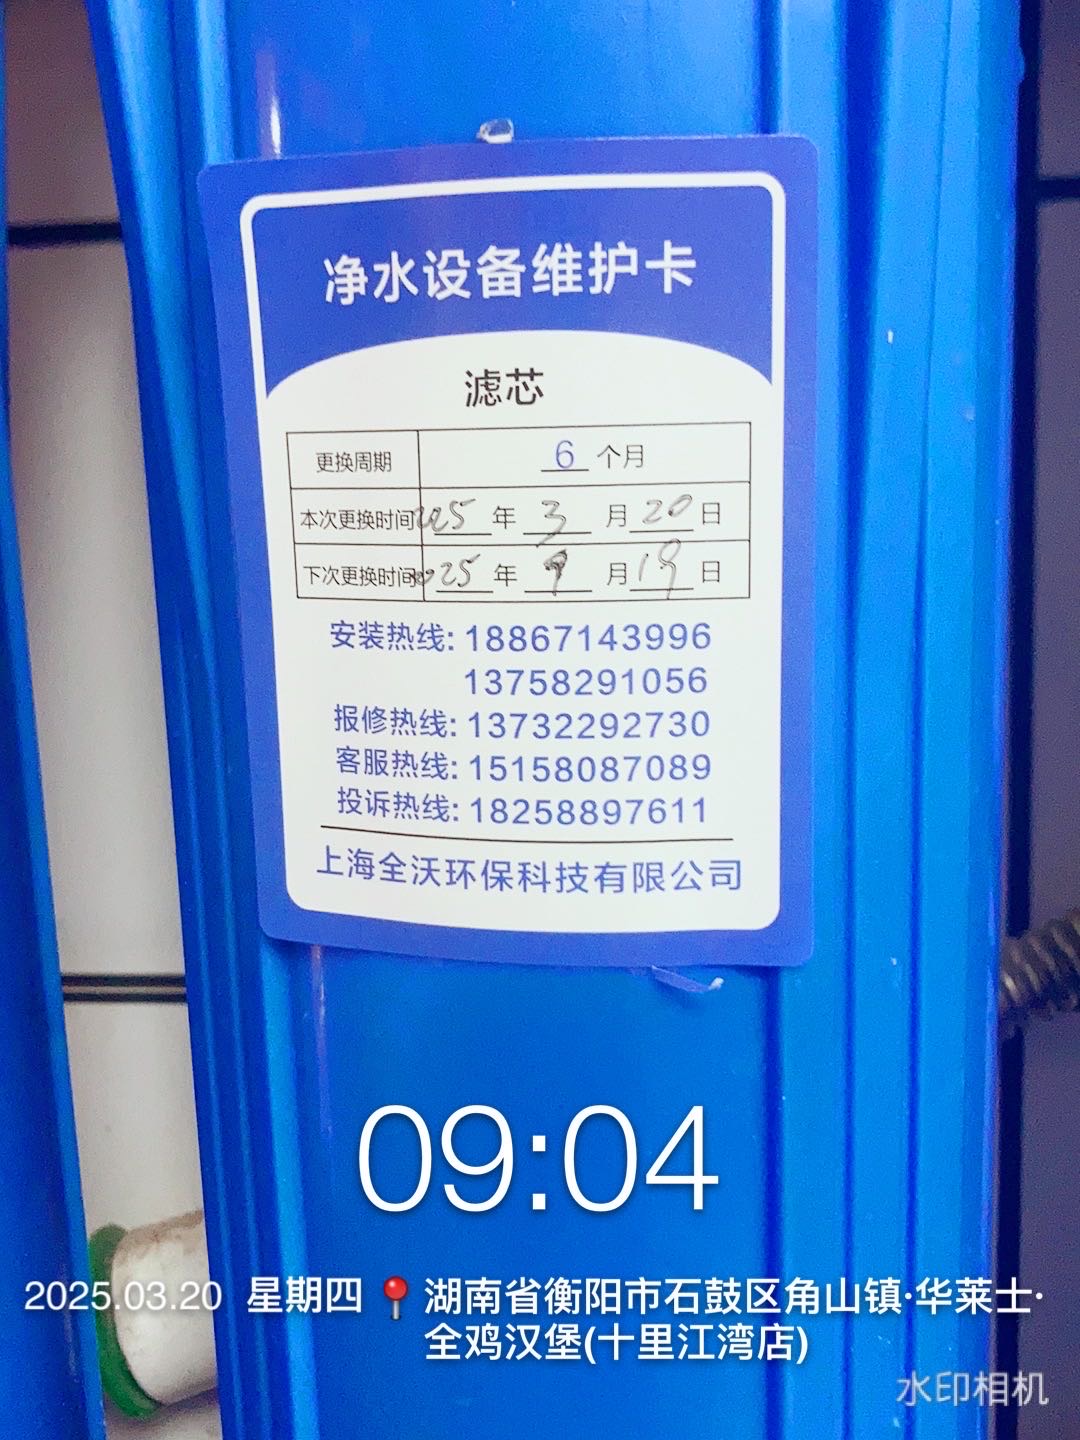 净水设备维护卡
滤芯
更换周期 6 个月
本次更换时间 2025 年 3 月 20 日
下次更换时间 2025 年 9 月 19 日
安装热线: 18867143996
13758291056
报修热线: 13732292730
客服热线: 15158087089
投诉热线: 18258897611
上海全沃环保科技有限公司
09:04
2025.03.20 星期四 湖南省衡阳市石鼓区角山镇·华莱士·
全鸡汉堡(十里江湾店)
水印相机